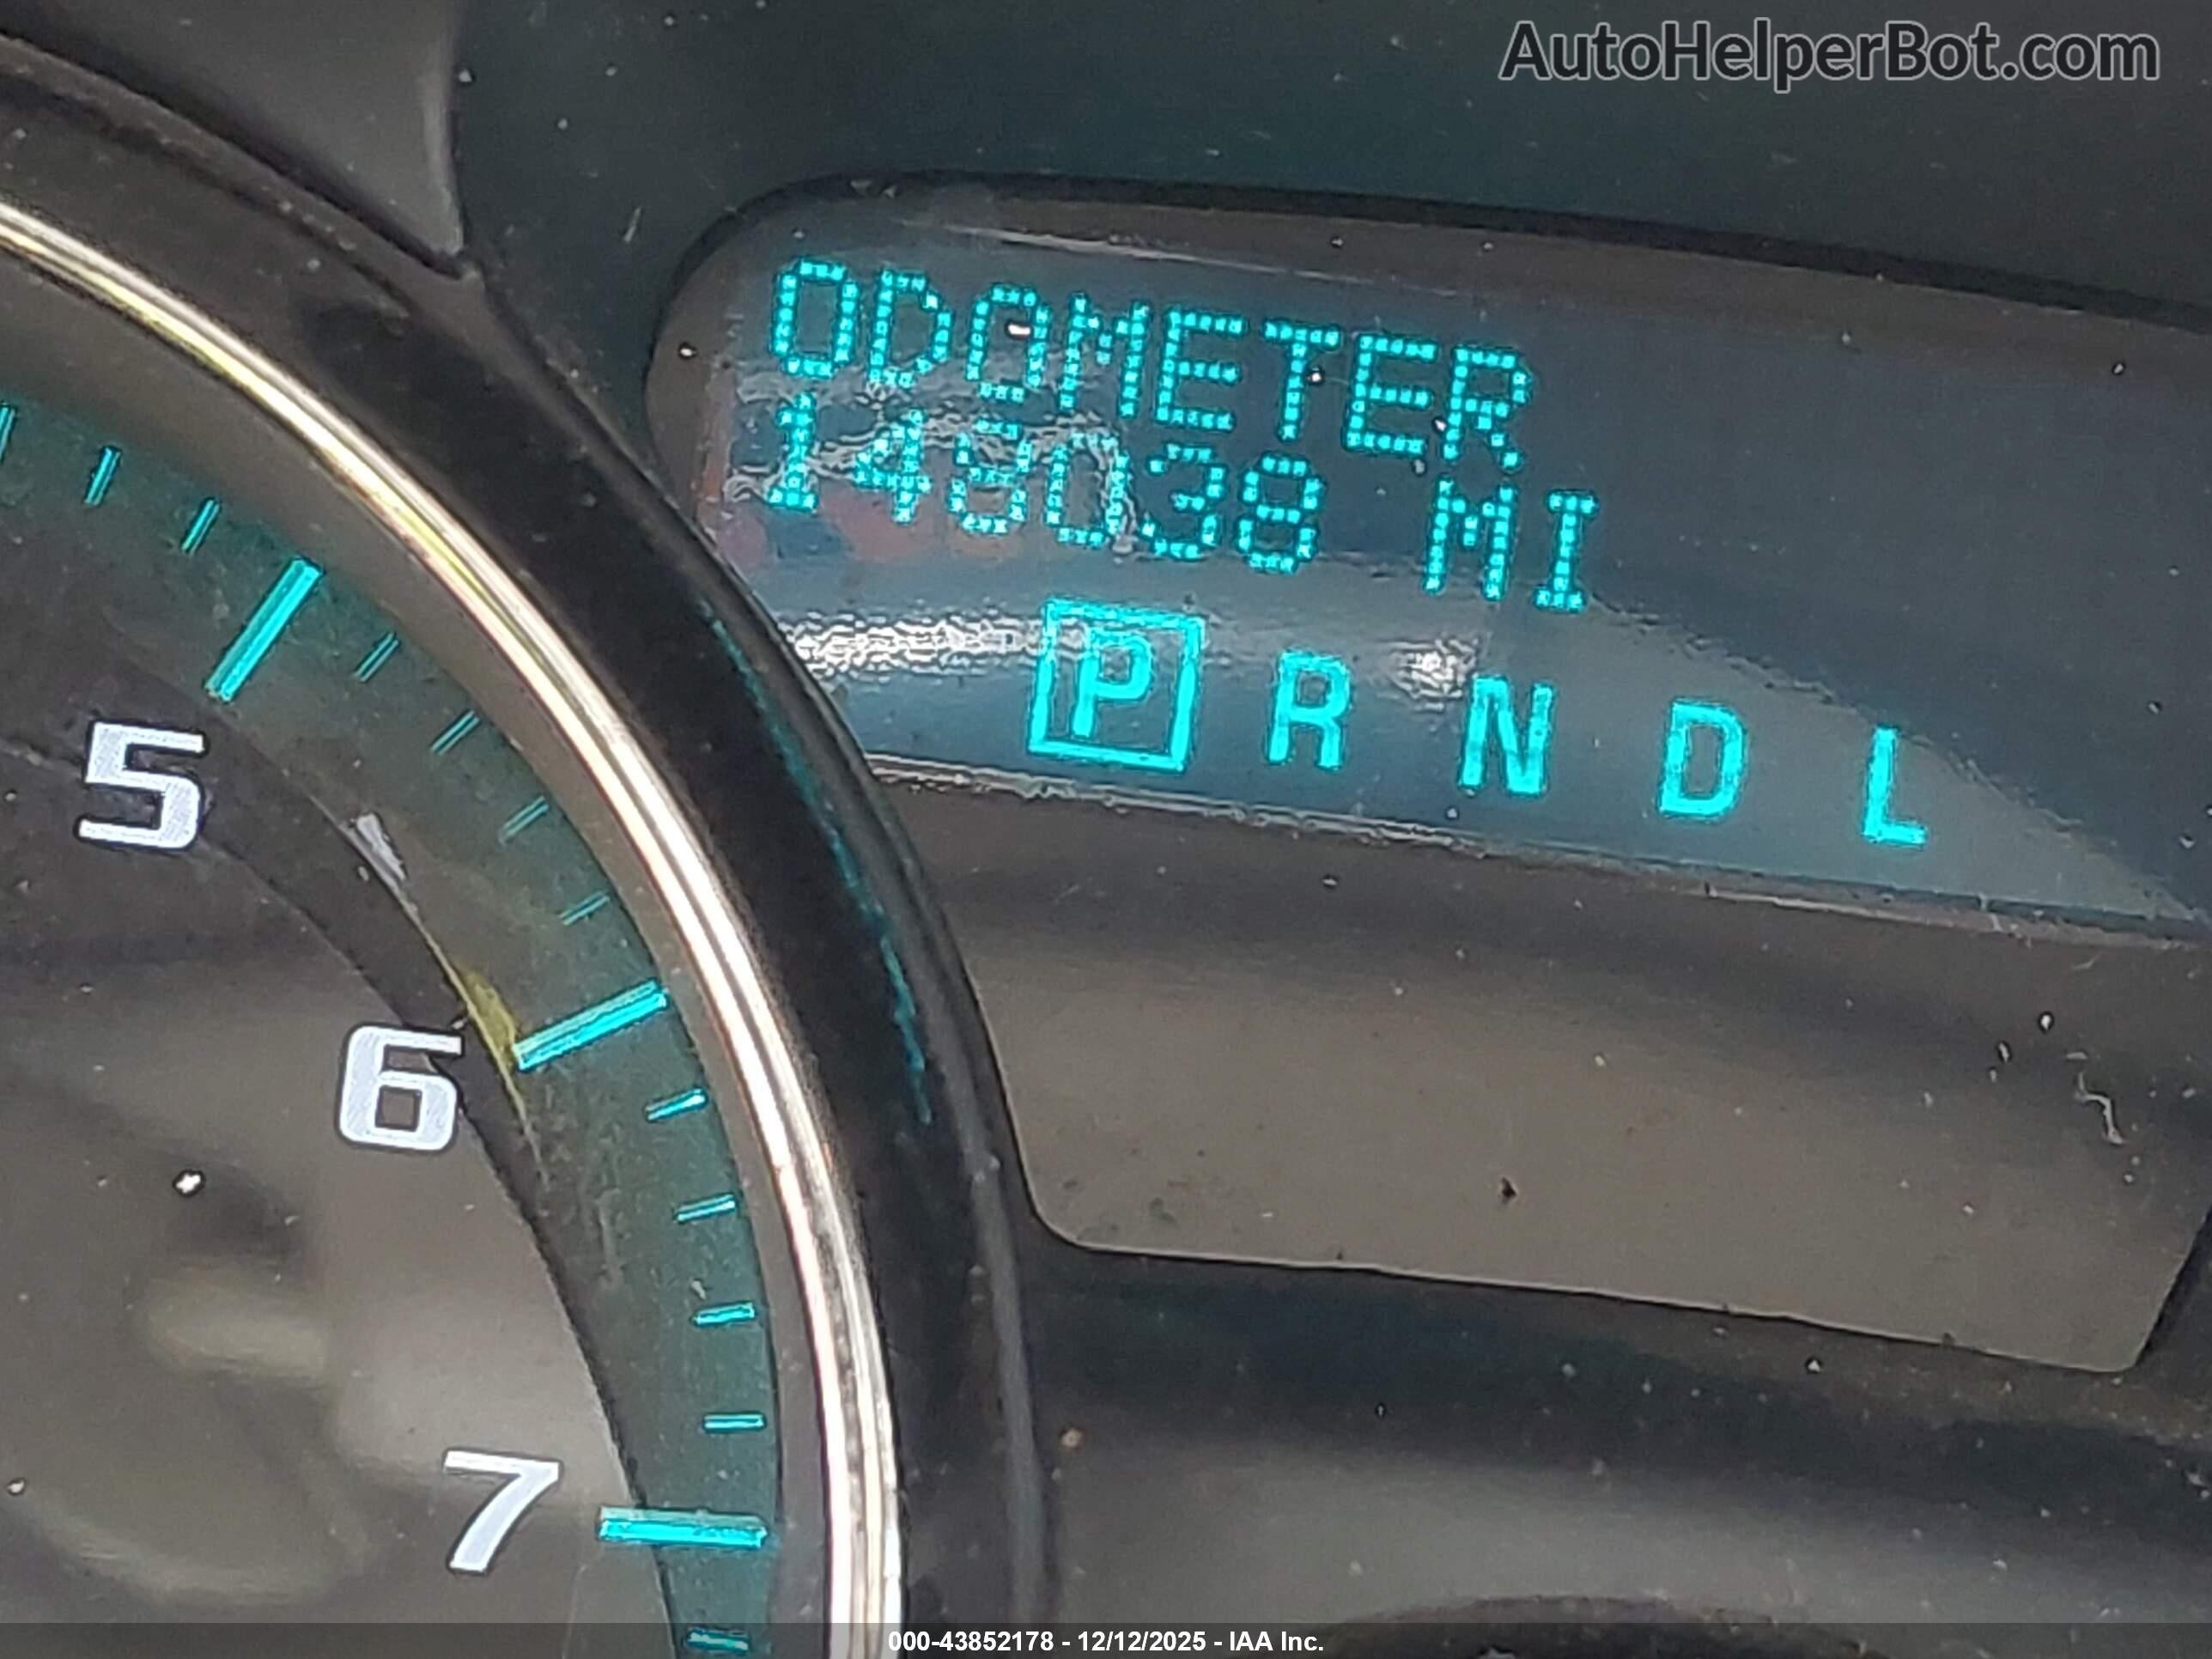 AutoHelperBot.com
ODOMETER
148038 MI
P R N D L
5
6
7
000-43852178 - 12/12/2025 - IAA Inc.